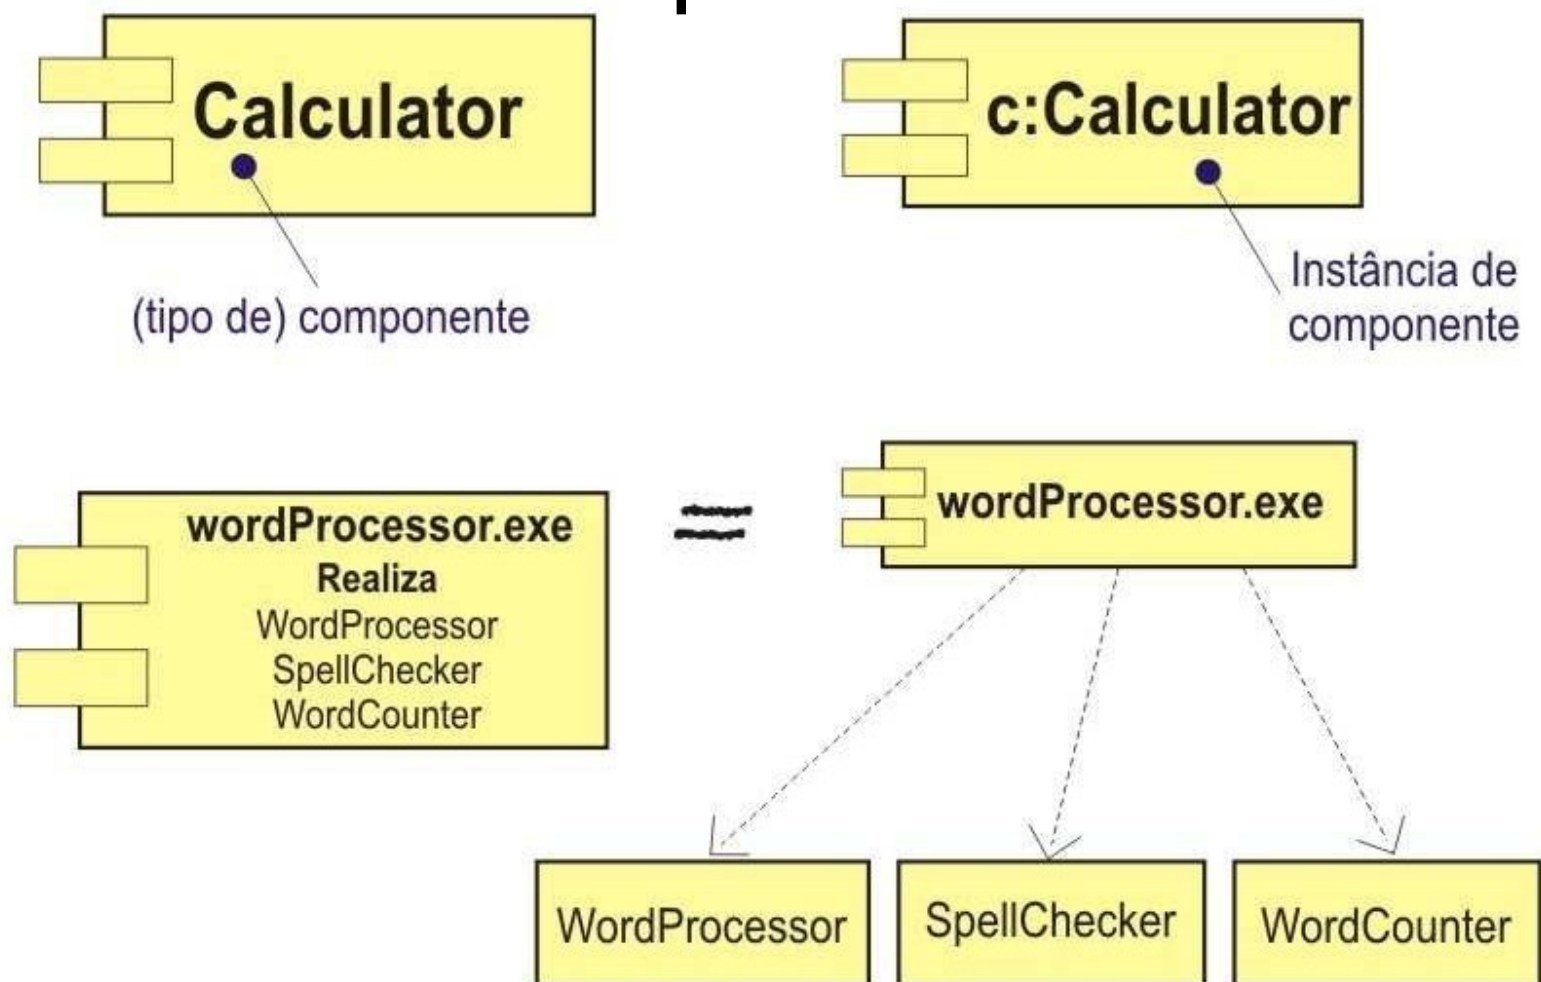 Calculator
c:Calculator
(tipo de) componente
Instância de
componente
wordProcessor.exe
Realiza
WordProcessor
SpellChecker
WordCounter
=
wordProcessor.exe
WordProcessor
SpellChecker
WordCounter